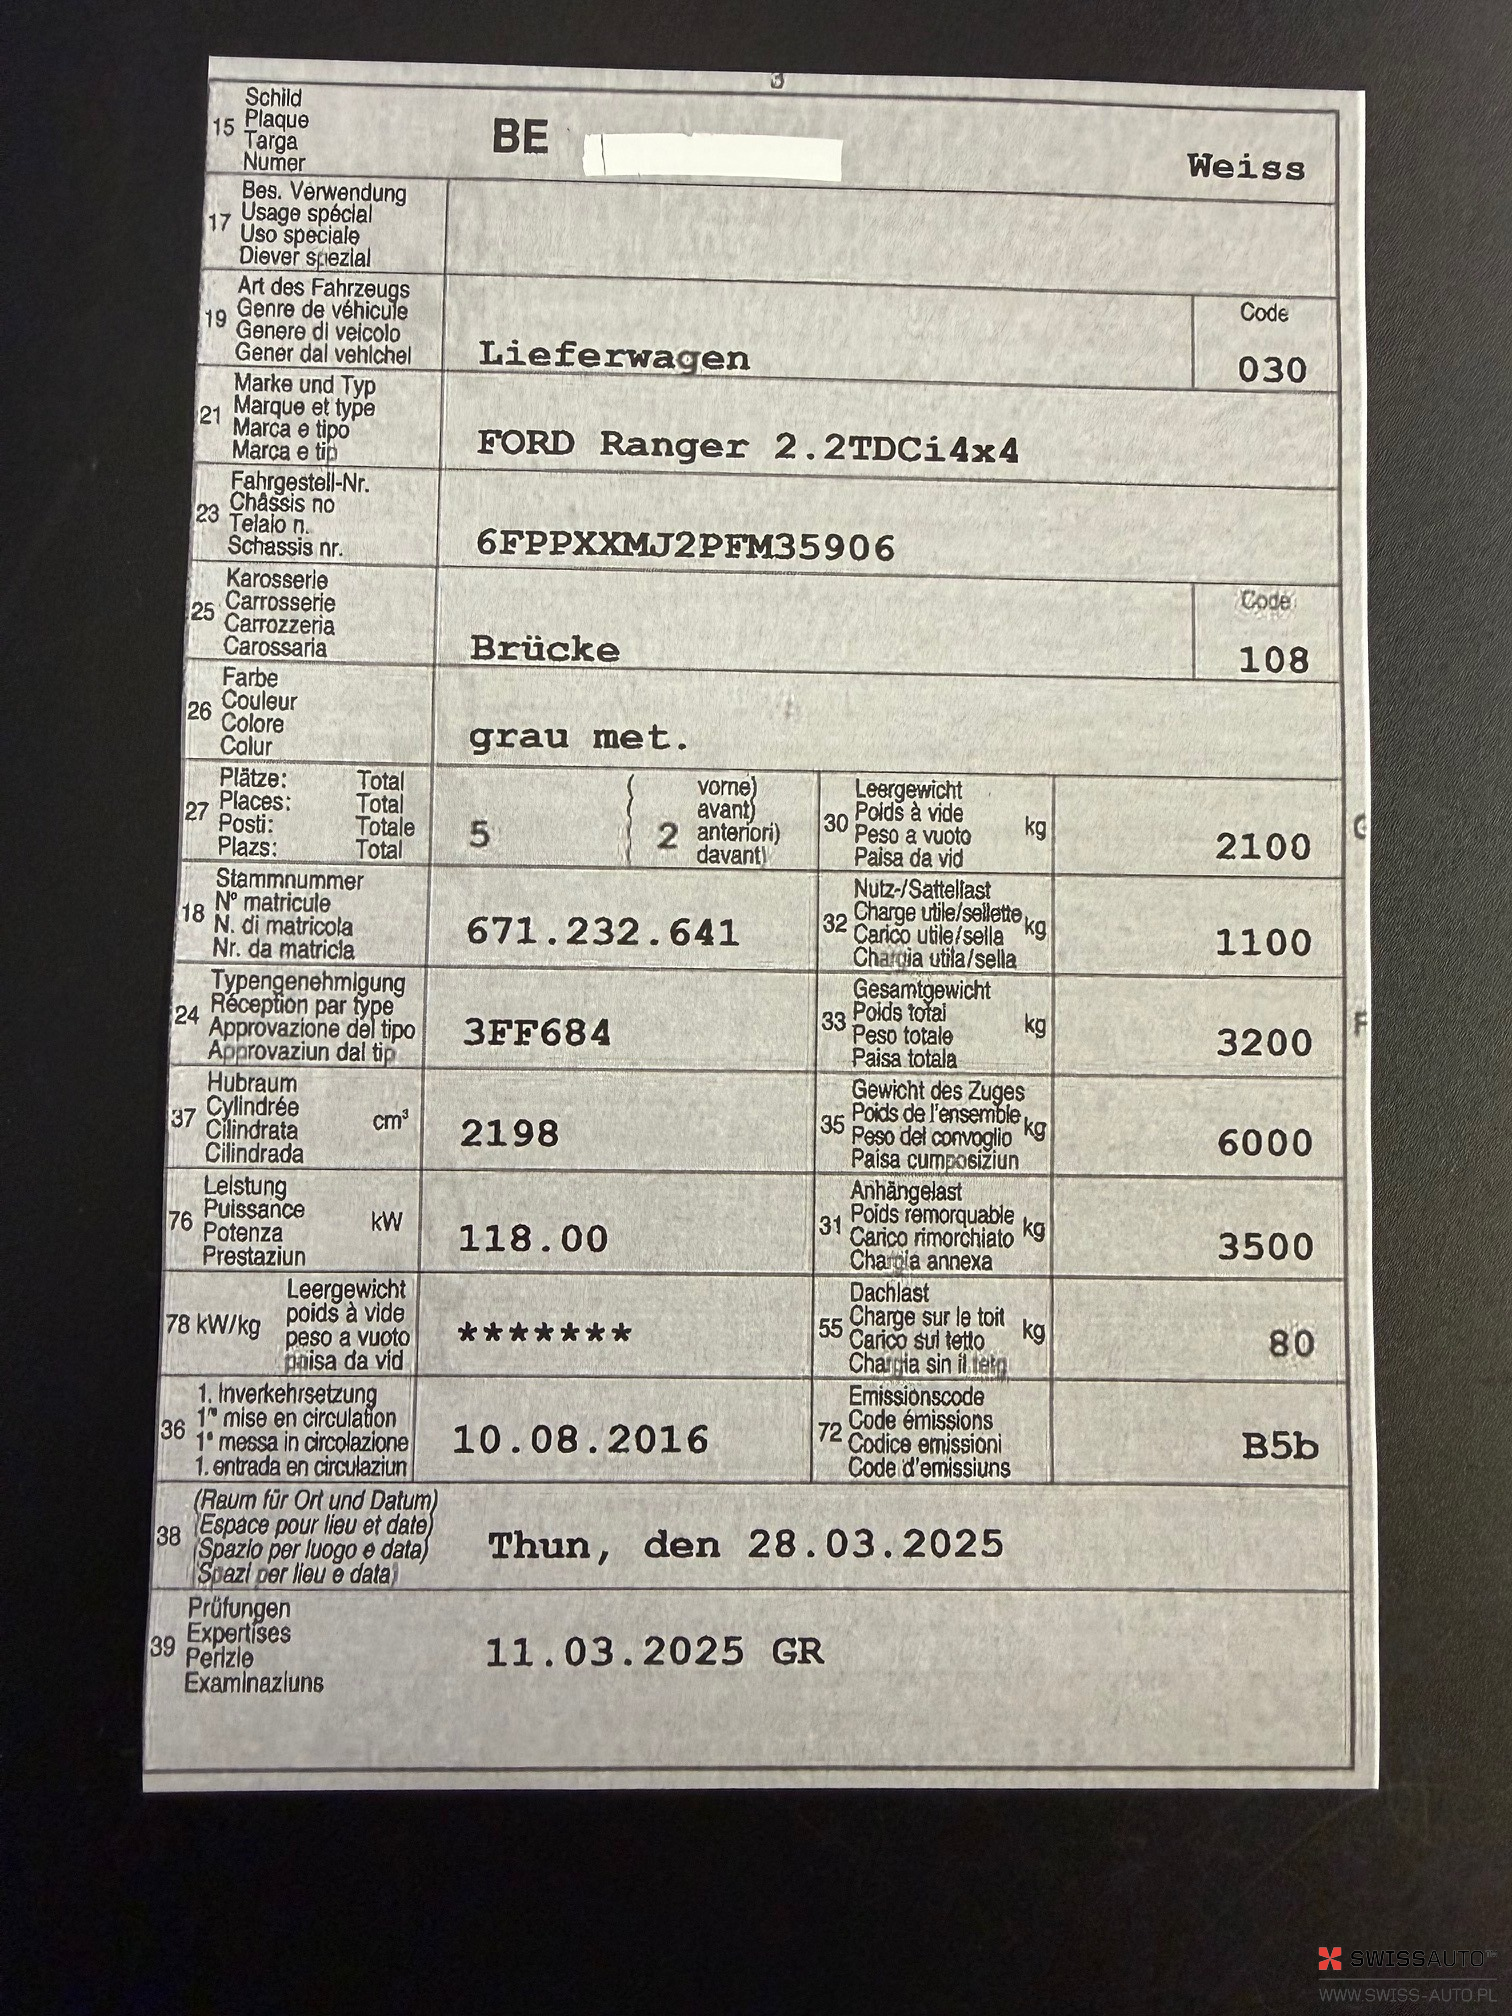 3
15 Schild
Plaque
Targa
Numer
BE
Weiss
17 Bes. Verwendung
Usage spécial
Uso speciale
Diever spezial
19 Art des Fahrzeugs
Genre de véhicule
Genere di veicolo
Gener dal vehichel
Lieferwagen
Code
030
21 Marke und Typ
Marque et type
Marca e tipo
Marca e tip
FORD Ranger 2.2TDCi4x4
23 Fahrgestell-Nr.
Châssis no
Telaio n.
Schassis nr.
6FPPXXMJ2PFM35906
25 Karosserie
Carrosserie
Carrozzeria
Carossaria
Brücke
Code
108
26 Farbe
Couleur
Colore
Colur
grau met.
27 Plätze: Total
Places: Total
Posti: Totale
Plazs: Total
5 ( 2 vorne)
avant)
anteriori)
davant)
30 Leergewicht
Poids à vide
Peso a vuoto
Paisa da vid
kg
2100
18 Stammnummer
N° matricule
N. di matricola
Nr. da matricla
671.232.641
32 Nutz-/Sattellast
Charge utile/sellette
Carico utile/sella
Chargia utila/sella
kg
1100
24 Typengenehmigung
Réception par type
Approvazione del tipo
Approvaziun dal tip
3FF684
33 Gesamtgewicht
Poids total
Peso totale
Paisa totala
kg
3200
37 Hubraum
Cylindrée
Cilindrata
Cilindrada
cm³
2198
35 Gewicht des Zuges
Poids de l'ensemble
Peso del convoglio
Paisa cumposiziun
kg
6000
76 Leistung
Puissance
Potenza
Prestaziun
kW
118.00
31 Anhängelast
Poids remorquable
Carico rimorchiato
Chargia annexa
kg
3500
78 kW/kg
Leergewicht
poids à vide
peso a vuoto
paisa da vid
*******
55 Dachlast
Charge sur le toit
Carico sul tetto
Chargia sin il tetg
kg
80
36 1. Inverkehrsetzung
1re mise en circulation
1a messa in circolazione
1. entrada en circulaziun
10.08.2016
72 Emissionscode
Code émissions
Codice emissioni
Code d'emissiuns
B5b
38 (Raum für Ort und Datum)
(Espace pour lieu et date)
(Spazio per luogo e data)
(Spazi per lieu e data)
Thun, den 28.03.2025
39 Prüfungen
Expertises
Perizie
Examinaziuns
11.03.2025 GR
SWISSAUTO
WWW.SWISS-AUTO.PL